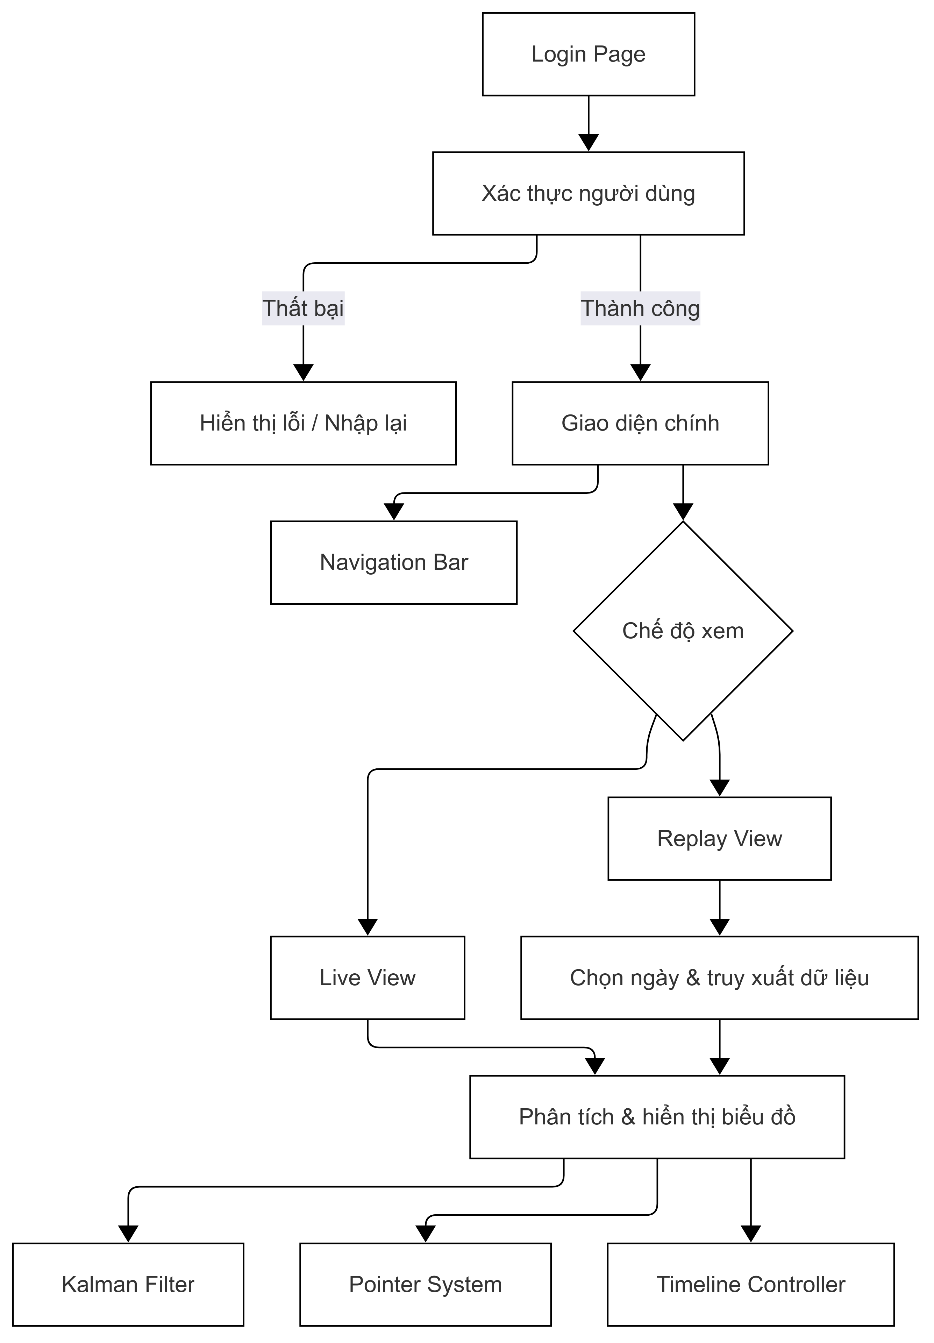 Login Page
Xác thực người dùng
Thất bại
Thành công
Hiển thị lỗi / Nhập lại
Giao diện chính
Navigation Bar
Chế độ xem
Replay View
Live View
Chọn ngày & truy xuất dữ liệu
Phân tích & hiển thị biểu đồ
Kalman Filter
Pointer System
Timeline Controller